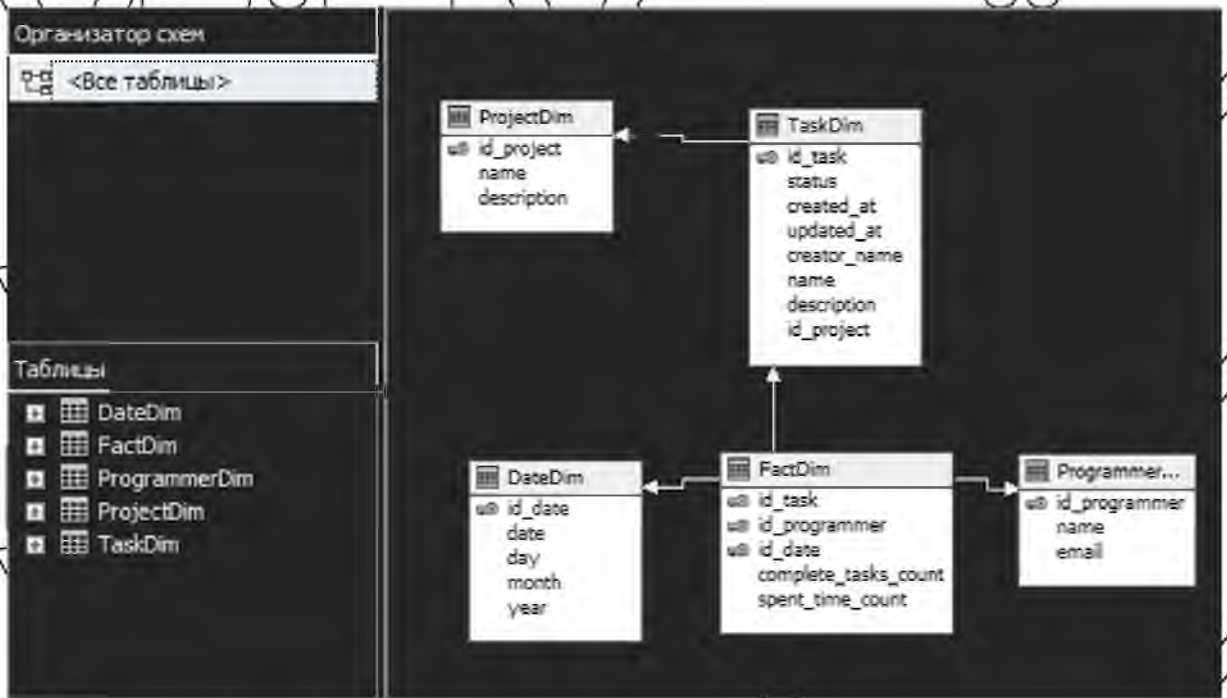 Организатор схем
<Все таблицы>
Таблицы
DateDim
FactDim
ProgrammerDim
ProjectDim
TaskDim
ProjectDim
id_project
name
description
TaskDim
id_task
status
created_at
updated_at
creator_name
name
description
id_project
DateDim
id_date
date
day
month
year
FactDim
id_task
id_programmer
id_date
complete_tasks_count
spent_time_count
Programmer...
id_programmer
name
email